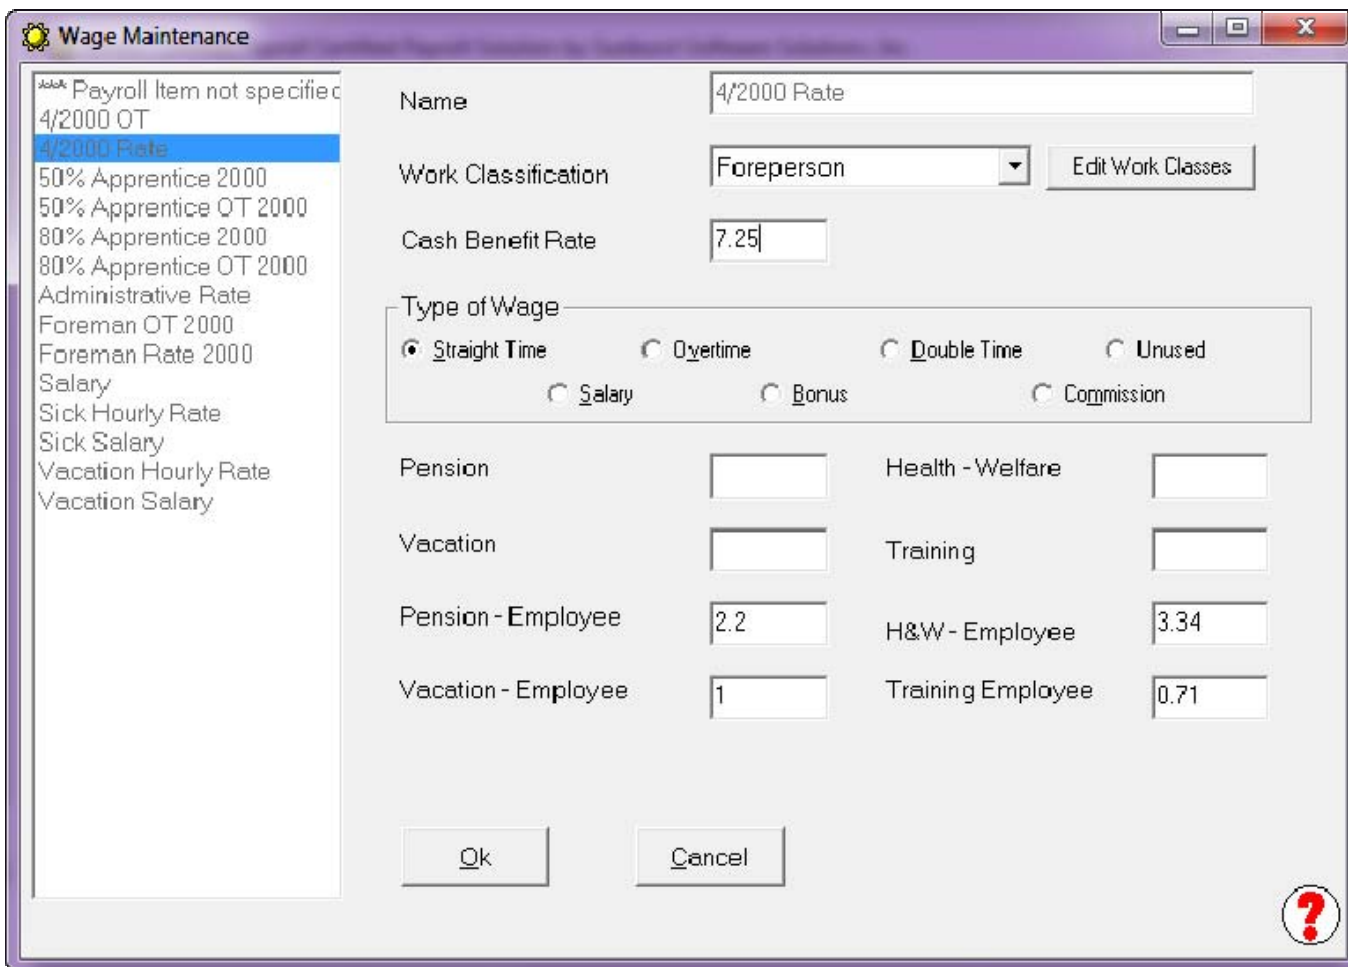 Wage Maintenance
*** Payroll Item not specified
4/2000 OT
4/2000 Rate
50% Apprentice 2000
50% Apprentice OT 2000
80% Apprentice 2000
80% Apprentice OT 2000
Administrative Rate
Foreman OT 2000
Foreman Rate 2000
Salary
Sick Hourly Rate
Sick Salary
Vacation Hourly Rate
Vacation Salary
Name 4/2000 Rate
Work Classification Foreperson Edit Work Classes
Cash Benefit Rate 7.25
Type of Wage
Straight Time Overtime Double Time Unused
Salary Bonus Commission
Pension Health - Welfare
Vacation Training
Pension - Employee 2.2 H&W - Employee 3.34
Vacation - Employee 1 Training Employee 0.71
Ok Cancel
?